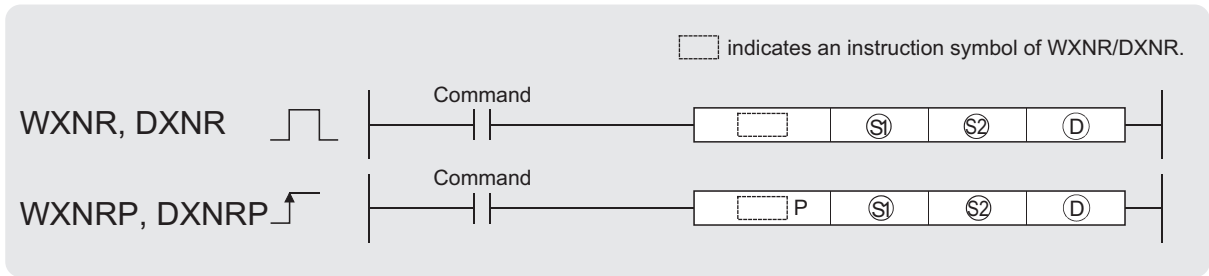 indicates an instruction symbol of WXNR/DXNR.
Command
WXNR, DXNR
S1 S2 D
Command
WXNRP, DXNRP
P S1 S2 D